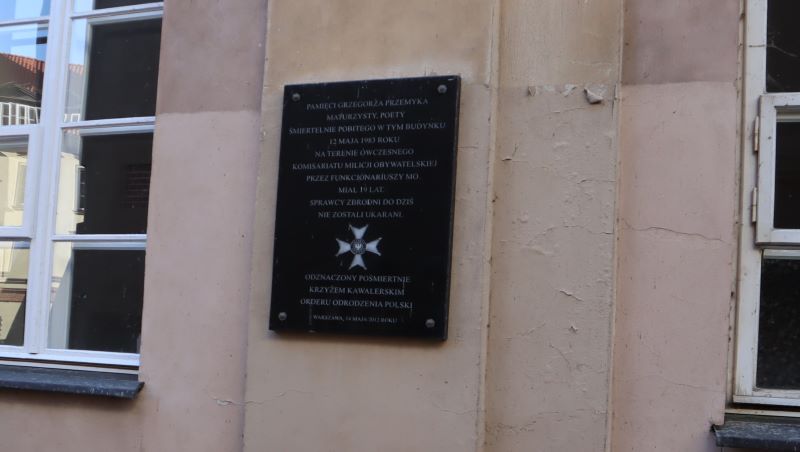 PAMIĘCI GRZEGORZA PRZEMYKA
MATURZYSTY, POETY
ŚMIERTELNIE POBITEGO W TYM BUDYNKU
12 MAJA 1983 ROKU
NA TERENIE ÓWCZESNEGO
KOMISARIATU MILICJI OBYWATELSKIEJ
PRZEZ FUNKCJONARIUSZY MO.
MIAŁ 19 LAT.
SPRAWCY ZBRODNI DO DZIŚ
NIE ZOSTALI UKARANI.
ODZNACZONY POŚMIERTNIE
KRZYŻEM KAWALERSKIM
ORDERU ODRODZENIA POLSKI
WARSZAWA, 14 MAJA 2012 ROKU